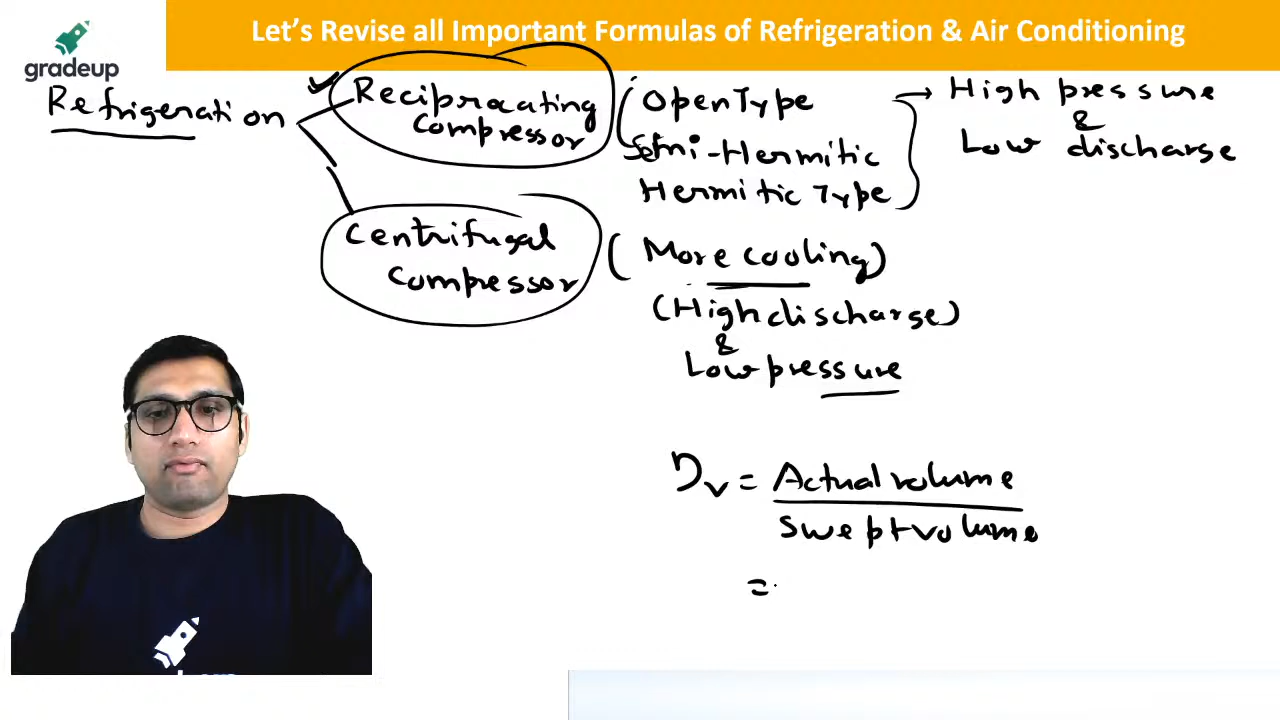 Let's Revise all Important Formulas of Refrigeration & Air Conditioning
gradeup
Refrigeration
Reciprocating
Compressor
Open Type
Semi-Hermitic
Hermitic Type
High pressure
&
Low discharge
Centrifugal
Compressor
(More cooling)
(High discharge)
&
Low pressure
ηv = Actual volume
Swept volume
=